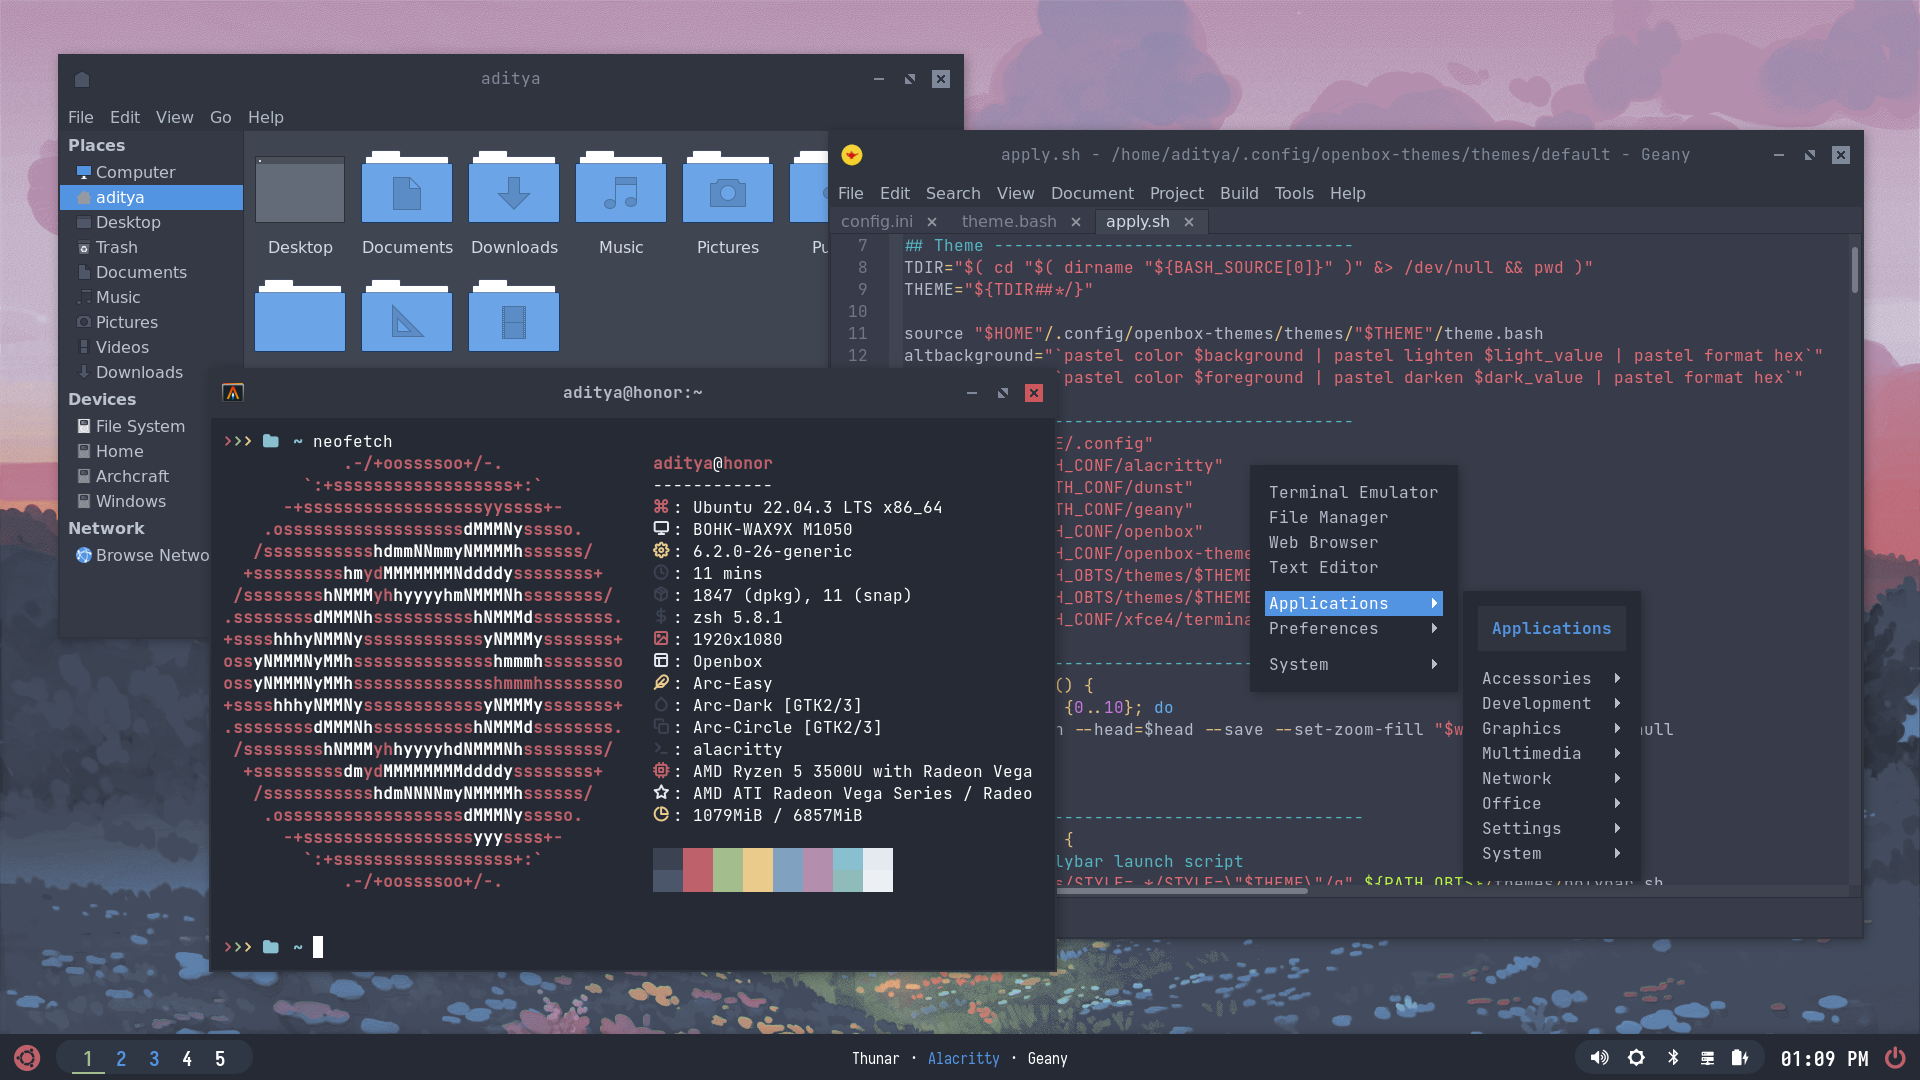 aditya
File Edit View Go Help
Places
Computer
aditya
Desktop
Trash
Documents
Music
Pictures
Videos
Downloads
Devices
File System
Home
Archcraft
Windows
Network
Browse Netwo
Desktop Documents Downloads Music Pictures Pu
apply.sh - /home/aditya/.config/openbox-themes/themes/default - Geany
File Edit Search View Document Project Build Tools Help
config.ini theme.bash apply.sh
7 ## Theme ------------------------------------
8 TDIR="$( cd "$( dirname "${BASH_SOURCE[0]}" )" &> /dev/null && pwd )"
9 THEME="${TDIR##*/}"
10
11 source "$HOME"/.config/openbox-themes/themes/"$THEME"/theme.bash
12 altbackground="`pastel color $background | pastel lighten $light_value | pastel format hex`"
`pastel color $foreground | pastel darken $dark_value | pastel format hex`"
------------------------------
E/.config"
H_CONF/alacritty"
TH_CONF/dunst"
TH_CONF/geany"
H_CONF/openbox"
H_CONF/openbox-theme
H_OBTS/themes/$THEME
H_OBTS/themes/$THEME
H_CONF/xfce4/termina
--------------------
() {
{0..10}; do
n --head=$head --save --set-zoom-fill "$w ull
-------------------------------
{
lybar launch script
s/STYLE=.*/STYLE=\"$THEME\"/g" ${PATH_OBTS}/themes/polybar.sh
aditya@honor:~
>>> ~ neofetch
.-/+oossssoo+/-.
`:+ssssssssssssssssss+:`
-+ssssssssssssssssssyyssss+-
.ossssssssssssssssssdMMMNysssso.
/ssssssssssshdmmNNmmyNMMMMhssssss/
+ssssssssshmydMMMMMMMNddddyssssssss+
/sssssssshNMMMyhhyyyyhmNMMMNhssssssss/
.ssssssssdMMMNhsssssssssshNMMMdssssssss.
+sssshhhyNMMNyssssssssssssyNMMMysssssss+
ossyNMMMNyMMhsssssssssssssshmmmhssssssso
ossyNMMMNyMMhsssssssssssssshmmmhssssssso
+sssshhhyNMMNyssssssssssssyNMMMysssssss+
.ssssssssdMMMNhsssssssssshNMMMdssssssss.
/sssssssshNMMMyhhyyyyhdNMMMNhssssssss/
+sssssssssdmydMMMMMMMMddddyssssssss+
/ssssssssssshdmNNNNmyNMMMMhssssss/
.ossssssssssssssssssdMMMNysssso.
-+sssssssssssssssssyyyssss+-
`:+ssssssssssssssssss+:`
.-/+oossssoo+/-.
aditya@honor
------------
: Ubuntu 22.04.3 LTS x86_64
: BOHK-WAX9X M1050
: 6.2.0-26-generic
: 11 mins
: 1847 (dpkg), 11 (snap)
: zsh 5.8.1
: 1920x1080
: Openbox
: Arc-Easy
: Arc-Dark [GTK2/3]
: Arc-Circle [GTK2/3]
: alacritty
: AMD Ryzen 5 3500U with Radeon Vega
: AMD ATI Radeon Vega Series / Radeo
: 1079MiB / 6857MiB
>>> ~
Terminal Emulator
File Manager
Web Browser
Text Editor
Applications
Preferences
System
Applications
Accessories
Development
Graphics
Multimedia
Network
Office
Settings
System
1 2 3 4 5
Thunar · Alacritty · Geany
01:09 PM